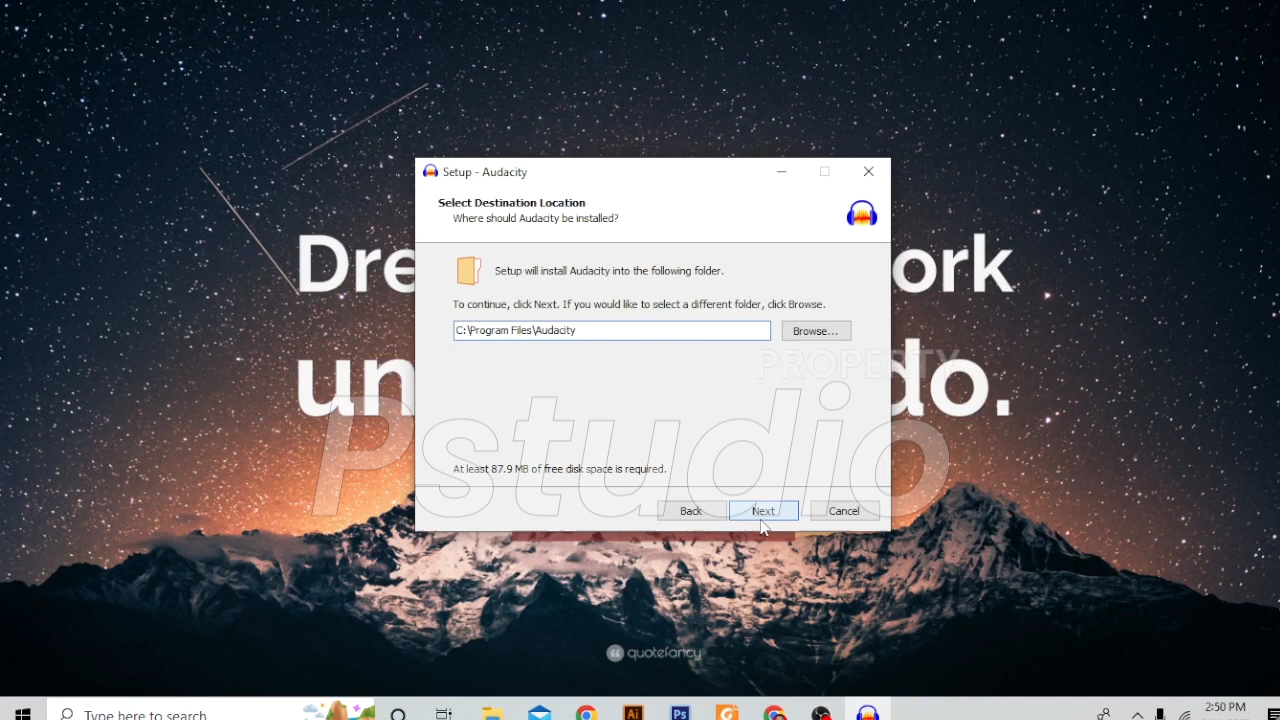 Setup - Audacity
Select Destination Location
Where should Audacity be installed?
Setup will install Audacity into the following folder.
To continue, click Next. If you would like to select a different folder, click Browse.
C:\Program Files\Audacity
Browse...
PROPERTY
Pstudio
At least 87.9 MB of free disk space is required.
Back
Next
Cancel
Dre
ork
un
do.
quotefancy
Type here to search
Ai
Ps
2:50 PM